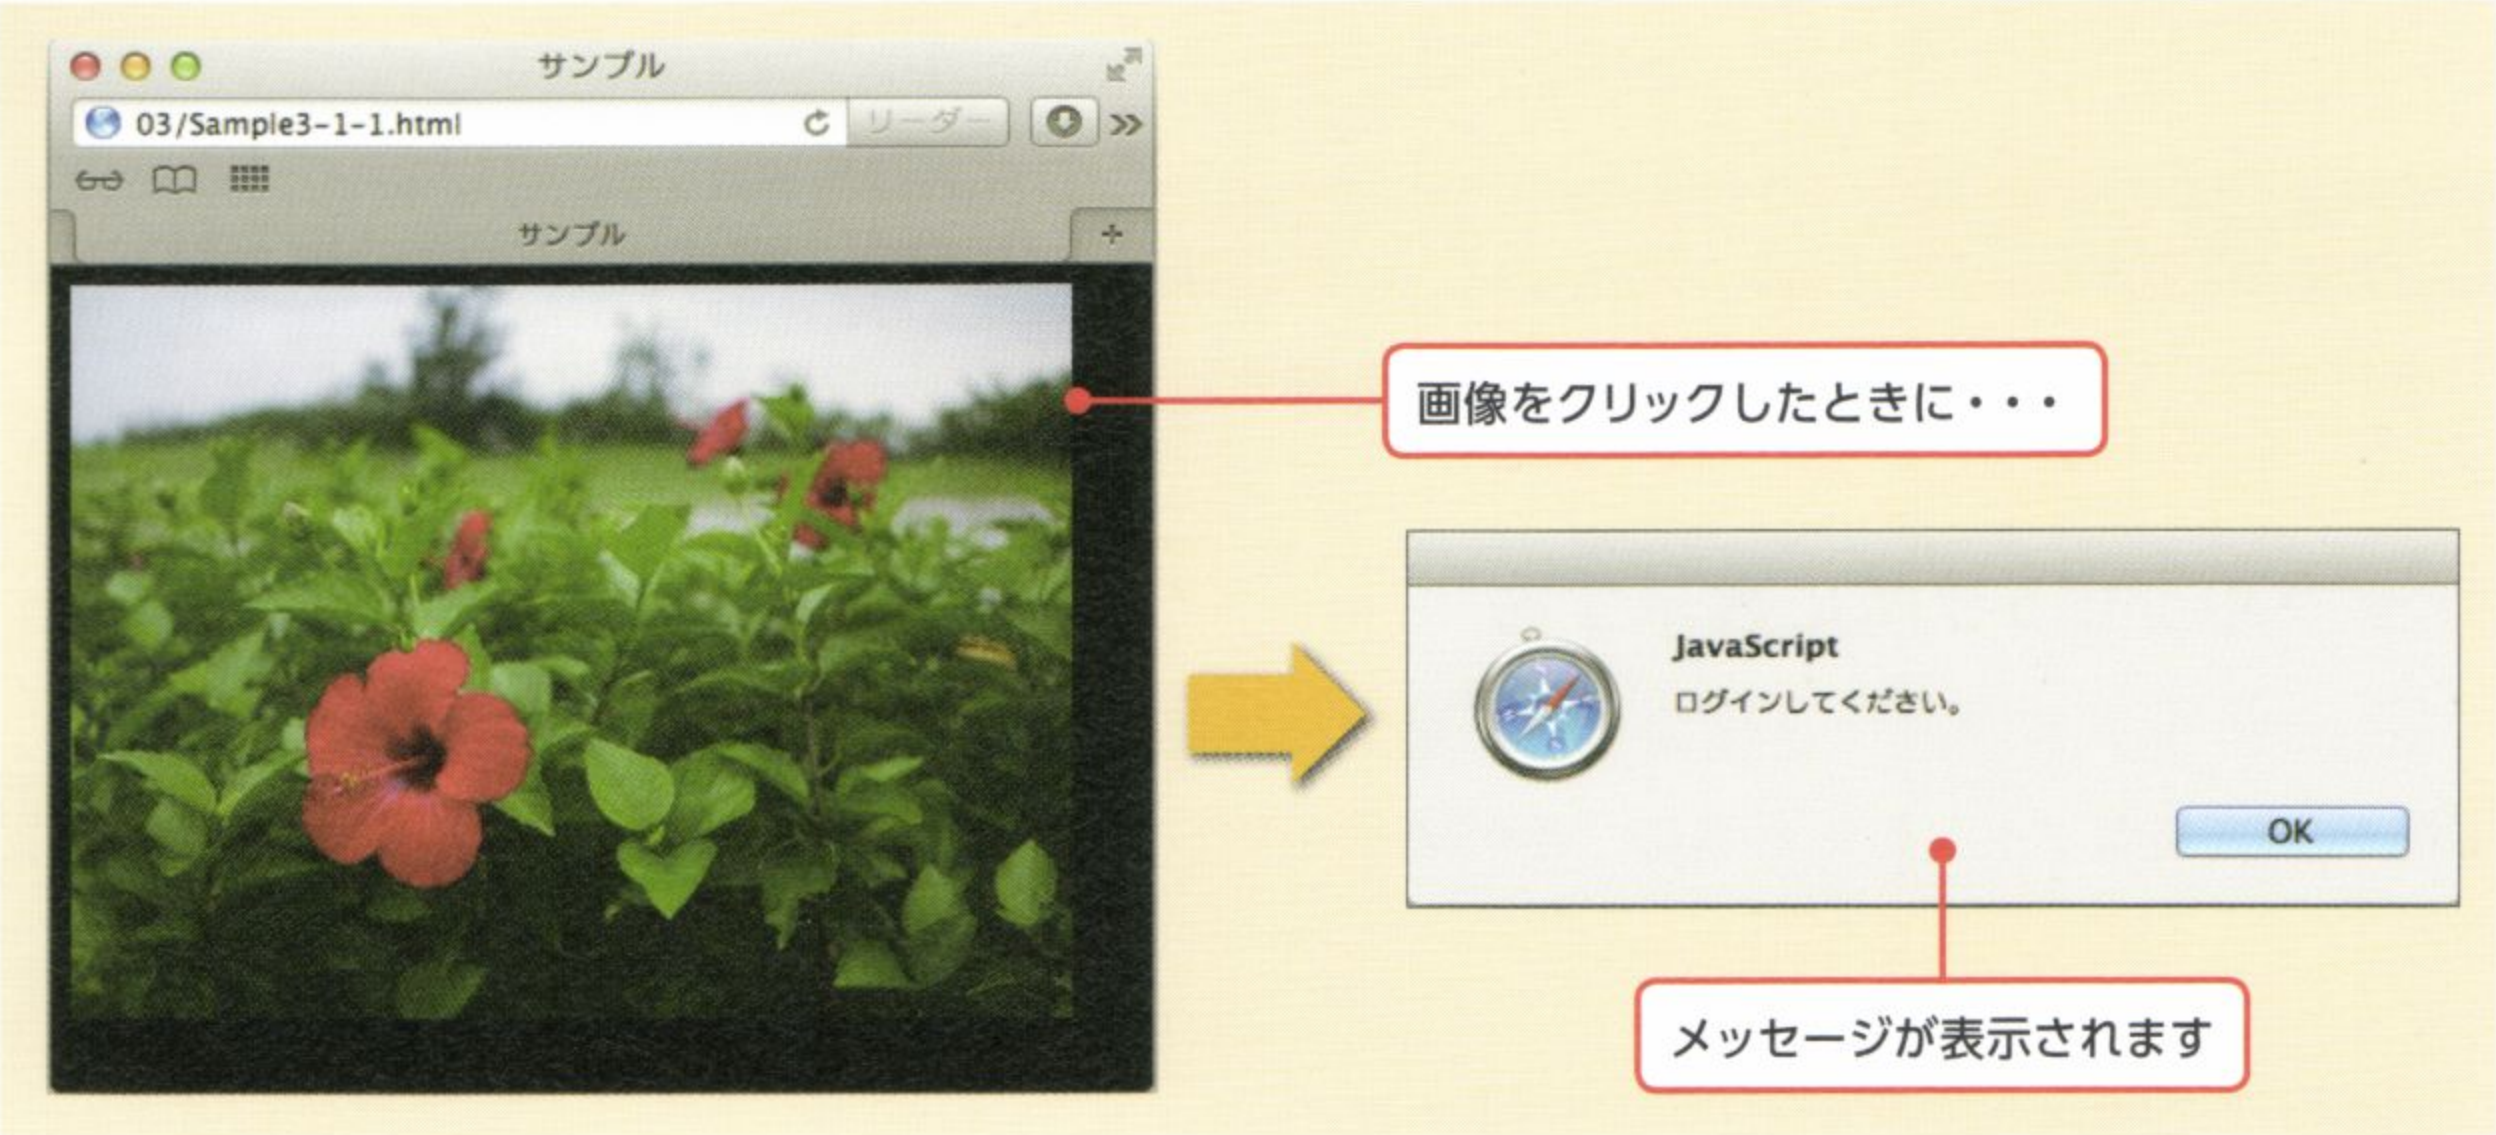 サンプル
03/Sample3-1-1.html
リーダー
サンプル
画像をクリックしたときに・・・
JavaScript
ログインしてください。
OK
メッセージが表示されます